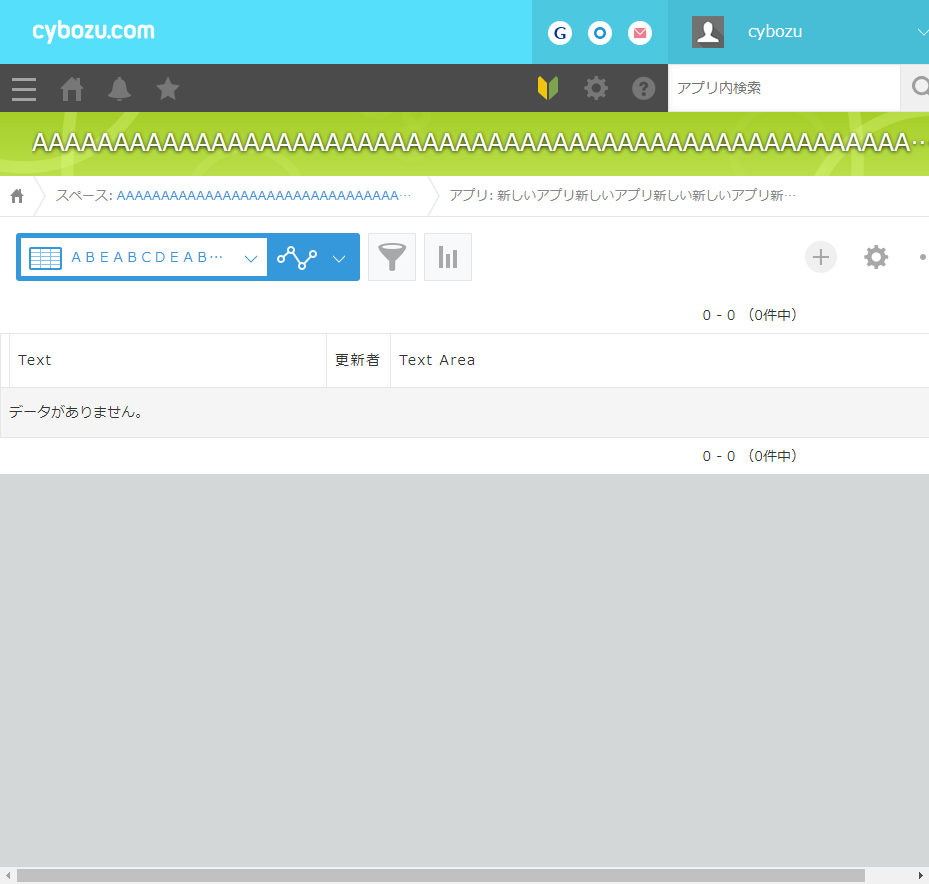 cybozu.com
G
cybozu
?
アプリ内検索
AAAAAAAAAAAAAAAAAAAAAAAAAAAAAAAAAAAAAAAAAAAAAAAAAAAAAA…
スペース: AAAAAAAAAAAAAAAAAAAAAAAAAAAAAAAA…
アプリ: 新しいアプリ新しいアプリ新しい新しいアプリ新…
ＡＢＥＡＢＣＤＥＡＢ…
0 - 0 （0件中）
Text 更新者 Text Area
データがありません。
0 - 0 （0件中）